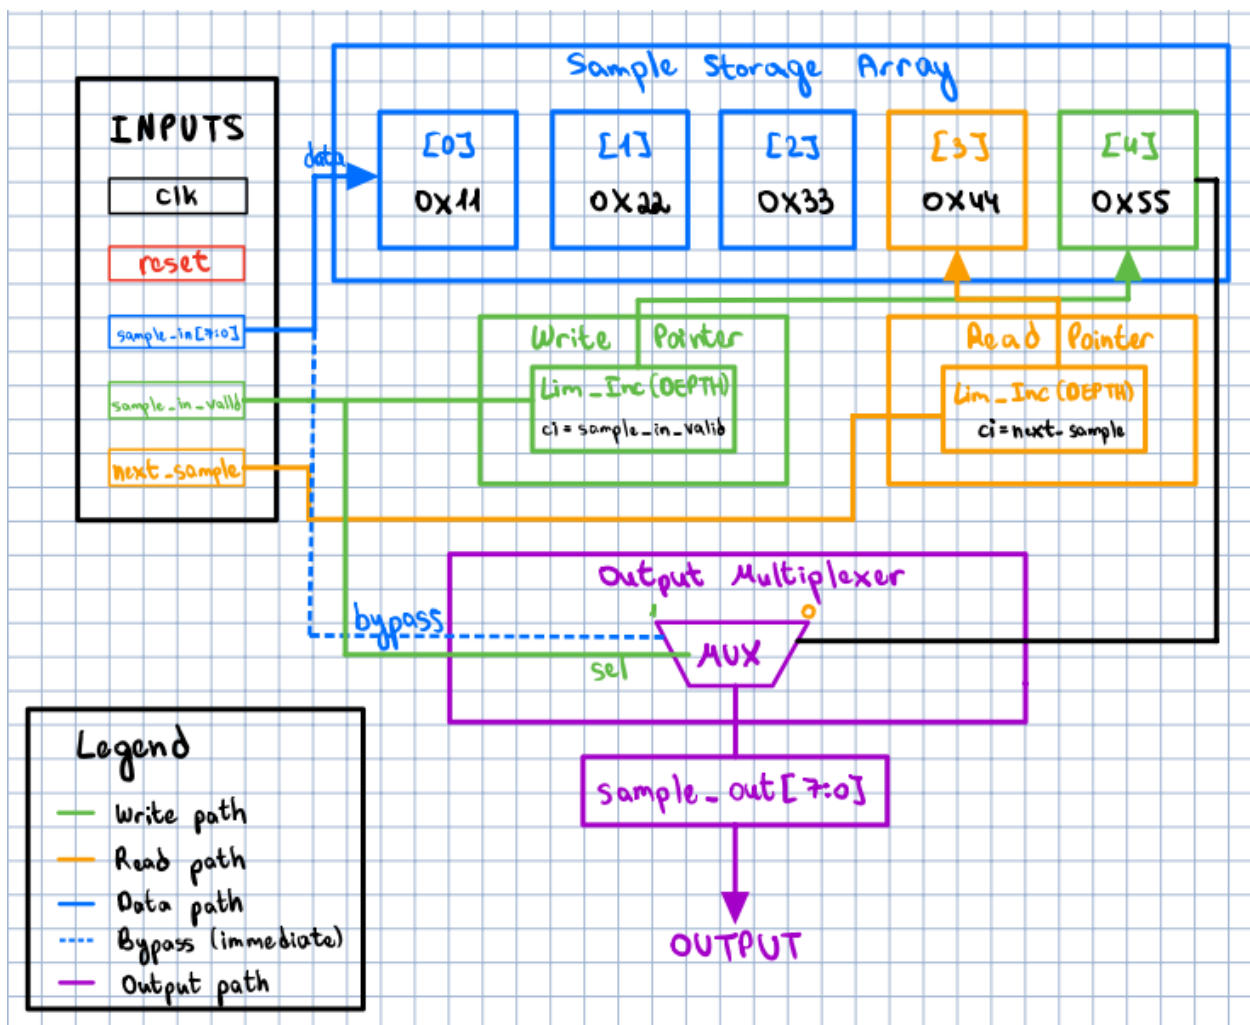 Sample Storage Array
INPUTS
clk
reset
sample_in[7:0]
sample_in_valid
next_sample
data
[0]
0X11
[1]
0X22
[2]
0X33
[3]
0X44
[4]
0X55
Write Pointer
Lim_Inc(DEPTH)
ci=sample_in_valid
Read Pointer
Lim_Inc(DEPTH)
ci=next_sample
Output Multiplexer
1
0
bypass
sel
MUX
sample_out[7:0]
OUTPUT
Legend
Write path
Read path
Data path
Bypass (immediate)
Output path